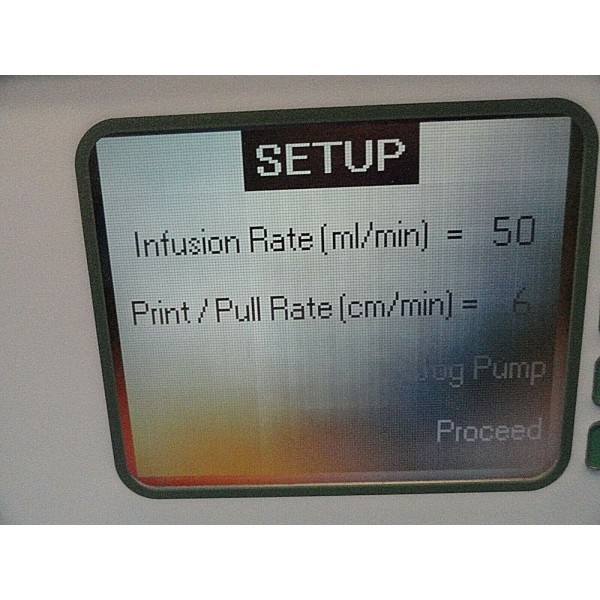 SETUP
Infusion Rate (ml/min) = 50
Print / Pull Rate (cm/min) = 6
Jog Pump
Proceed